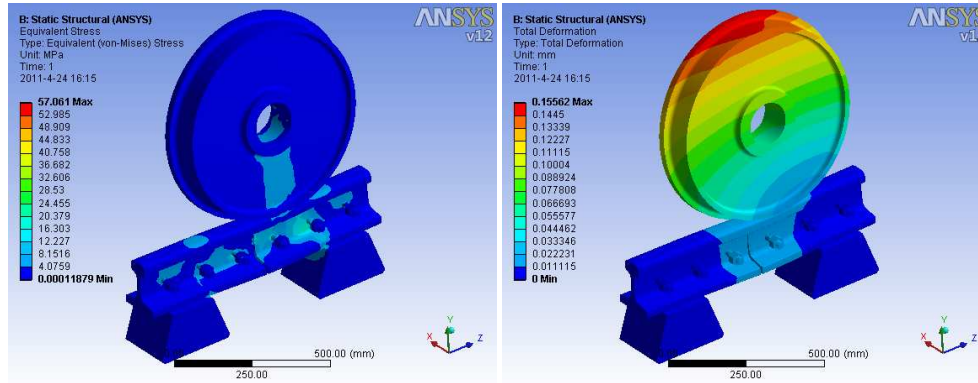 B: Static Structural (ANSYS)
Equivalent Stress
Type: Equivalent (von-Mises) Stress
Unit: MPa
Time: 1
2011-4-24 16:15
57.061 Max
52.985
48.909
44.833
40.758
36.682
32.606
28.53
24.455
20.379
16.303
12.227
8.1516
4.0759
0.00011879 Min
ANSYS
v12
Y
X
Z
500.00 (mm)
250.00
B: Static Structural (ANSYS)
Total Deformation
Type: Total Deformation
Unit: mm
Time: 1
2011-4-24 16:15
0.15562 Max
0.1445
0.13339
0.12227
0.11115
0.10004
0.088924
0.077808
0.066693
0.055577
0.044462
0.033346
0.022231
0.011115
0 Min
ANSYS
v12
Y
X
Z
500.00 (mm)
250.00